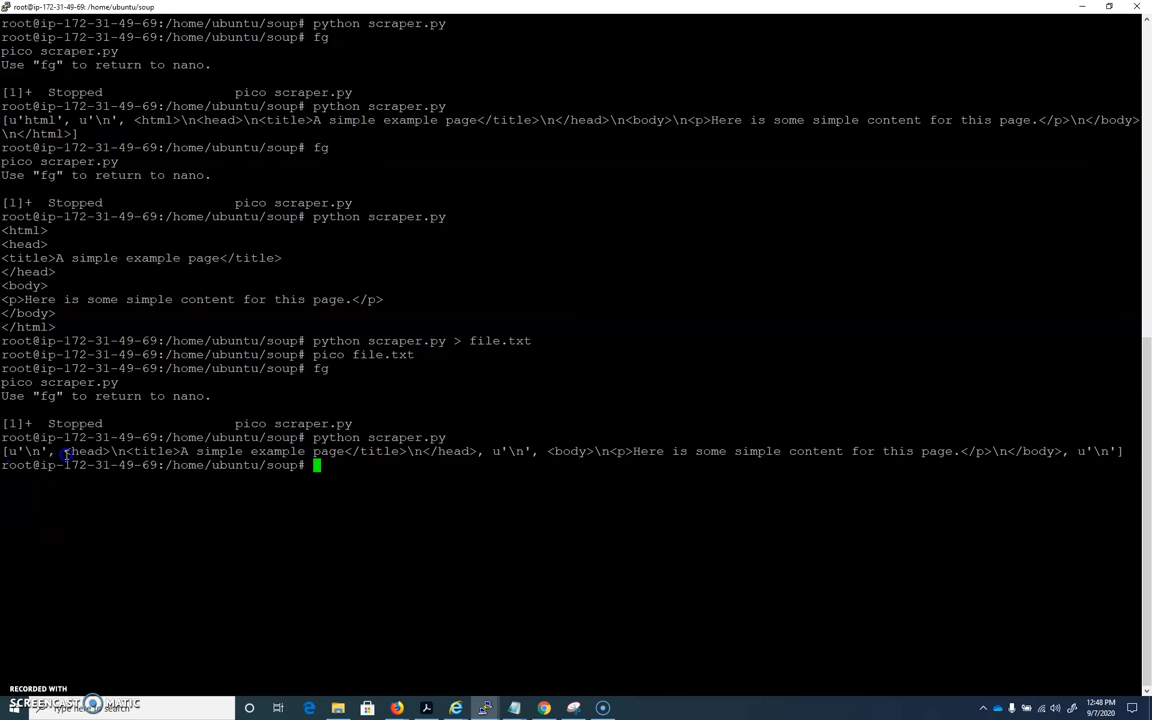 root@ip-172-31-49-69: /home/ubuntu/soup
root@ip-172-31-49-69:/home/ubuntu/soup# python scraper.py
root@ip-172-31-49-69:/home/ubuntu/soup# fg
pico scraper.py
Use "fg" to return to nano.
[1]+  Stopped                 pico scraper.py
root@ip-172-31-49-69:/home/ubuntu/soup# python scraper.py
[u'html', u'\n', <html>\n<head>\n<title>A simple example page</title>\n</head>\n<body>\n<p>Here is some simple content for this page.</p>\n</body>
\n</html>]
root@ip-172-31-49-69:/home/ubuntu/soup# fg
pico scraper.py
Use "fg" to return to nano.
[1]+  Stopped                 pico scraper.py
root@ip-172-31-49-69:/home/ubuntu/soup# python scraper.py
<html>
<head>
<title>A simple example page</title>
</head>
<body>
<p>Here is some simple content for this page.</p>
</body>
</html>
root@ip-172-31-49-69:/home/ubuntu/soup# python scraper.py > file.txt
root@ip-172-31-49-69:/home/ubuntu/soup# pico file.txt
root@ip-172-31-49-69:/home/ubuntu/soup# fg
pico scraper.py
Use "fg" to return to nano.
[1]+  Stopped                 pico scraper.py
root@ip-172-31-49-69:/home/ubuntu/soup# python scraper.py
[u'\n', <head>\n<title>A simple example page</title>\n</head>, u'\n', <body>\n<p>Here is some simple content for this page.</p>\n</body>, u'\n']
root@ip-172-31-49-69:/home/ubuntu/soup#
RECORDED WITH
SCREENCAST MATIC
Type here to search
12:48 PM
9/7/2020